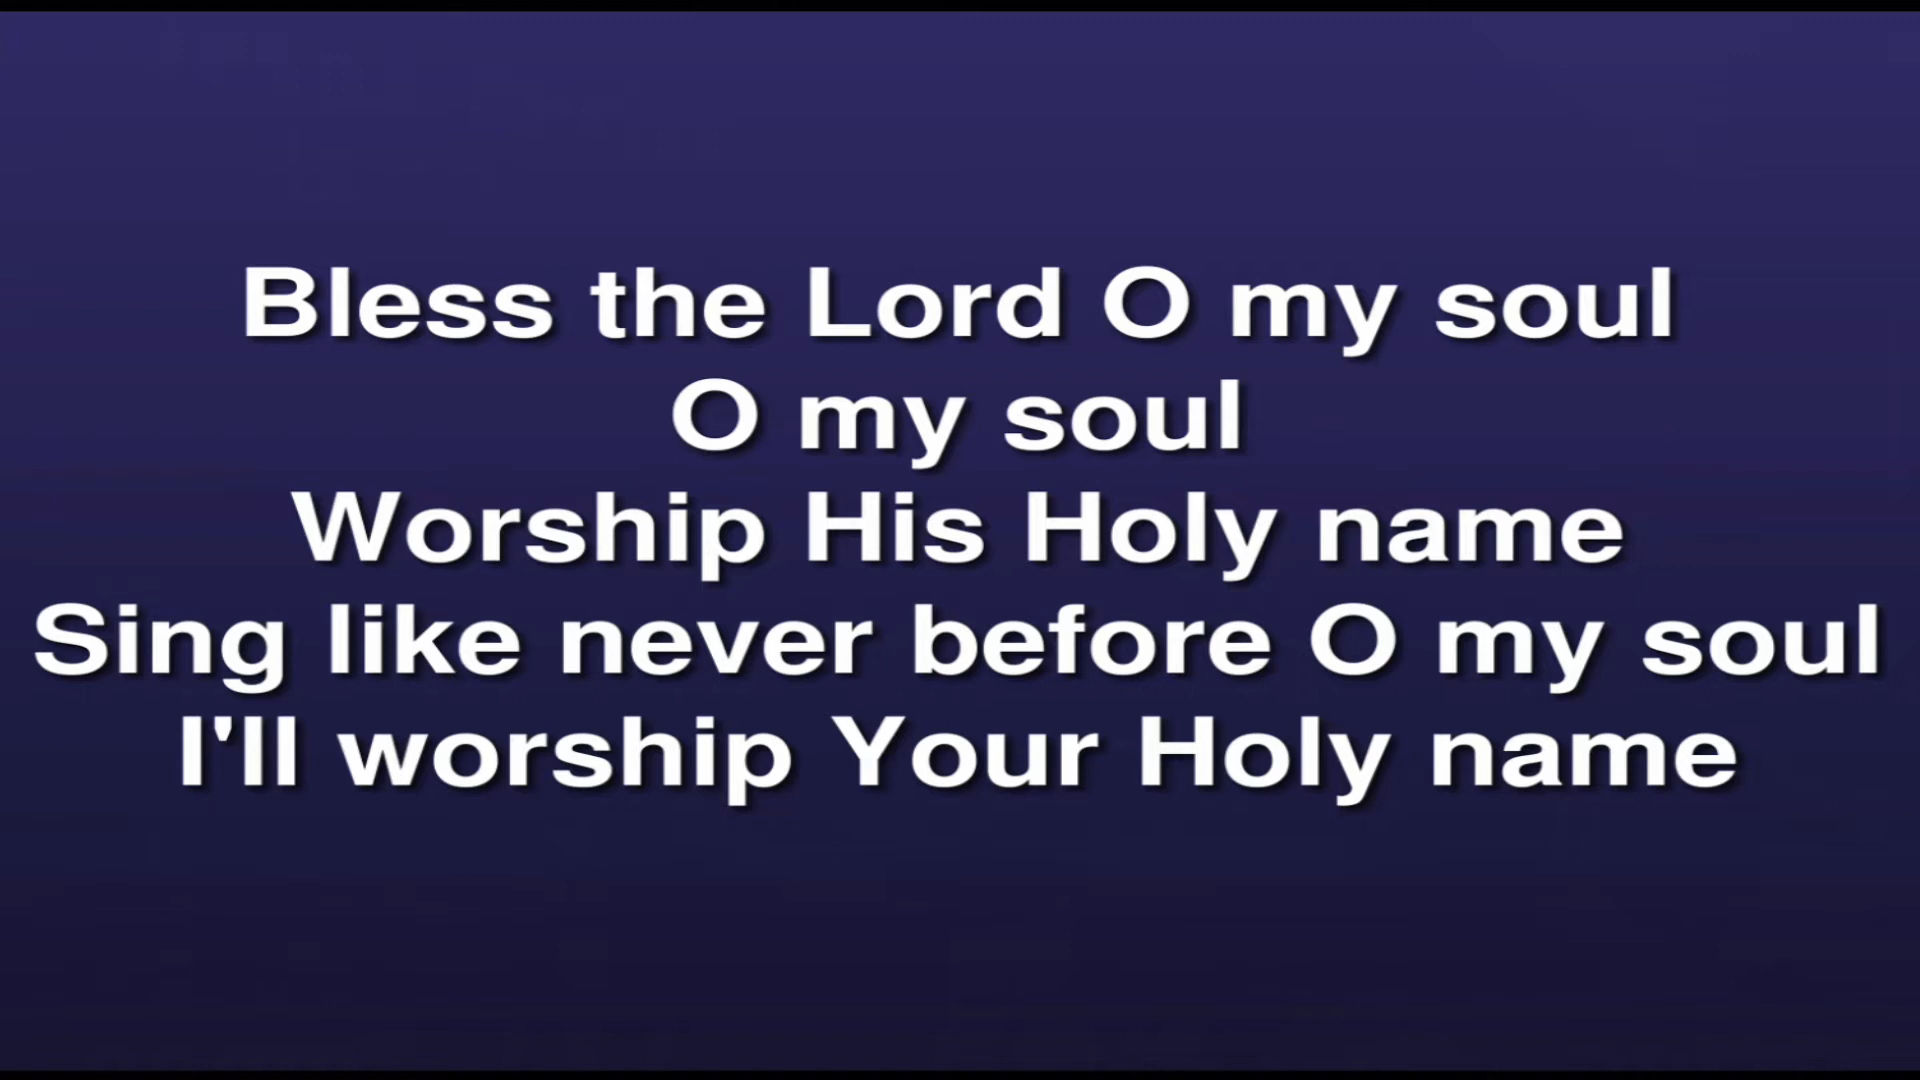 Bless the Lord O my soul
O my soul
Worship His Holy name
Sing like never before O my soul
I'll worship Your Holy name